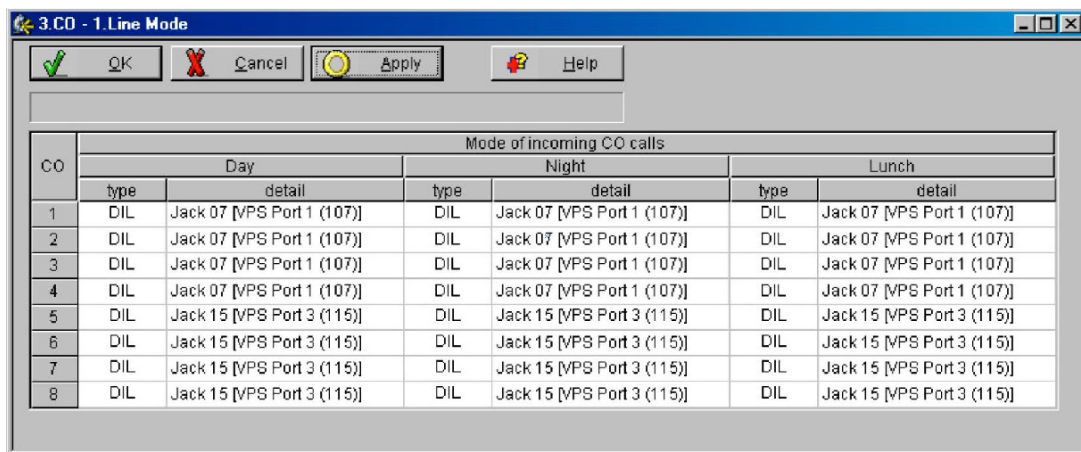 3.CO - 1.Line Mode
OK Cancel Apply Help
Mode of incoming CO calls
CO Day Night Lunch
type detail type detail type detail
1 DIL Jack 07 [VPS Port 1 (107)] DIL Jack 07 [VPS Port 1 (107)] DIL Jack 07 [VPS Port 1 (107)]
2 DIL Jack 07 [VPS Port 1 (107)] DIL Jack 07 [VPS Port 1 (107)] DIL Jack 07 [VPS Port 1 (107)]
3 DIL Jack 07 [VPS Port 1 (107)] DIL Jack 07 [VPS Port 1 (107)] DIL Jack 07 [VPS Port 1 (107)]
4 DIL Jack 07 [VPS Port 1 (107)] DIL Jack 07 [VPS Port 1 (107)] DIL Jack 07 [VPS Port 1 (107)]
5 DIL Jack 15 [VPS Port 3 (115)] DIL Jack 15 [VPS Port 3 (115)] DIL Jack 15 [VPS Port 3 (115)]
6 DIL Jack 15 [VPS Port 3 (115)] DIL Jack 15 [VPS Port 3 (115)] DIL Jack 15 [VPS Port 3 (115)]
7 DIL Jack 15 [VPS Port 3 (115)] DIL Jack 15 [VPS Port 3 (115)] DIL Jack 15 [VPS Port 3 (115)]
8 DIL Jack 15 [VPS Port 3 (115)] DIL Jack 15 [VPS Port 3 (115)] DIL Jack 15 [VPS Port 3 (115)]